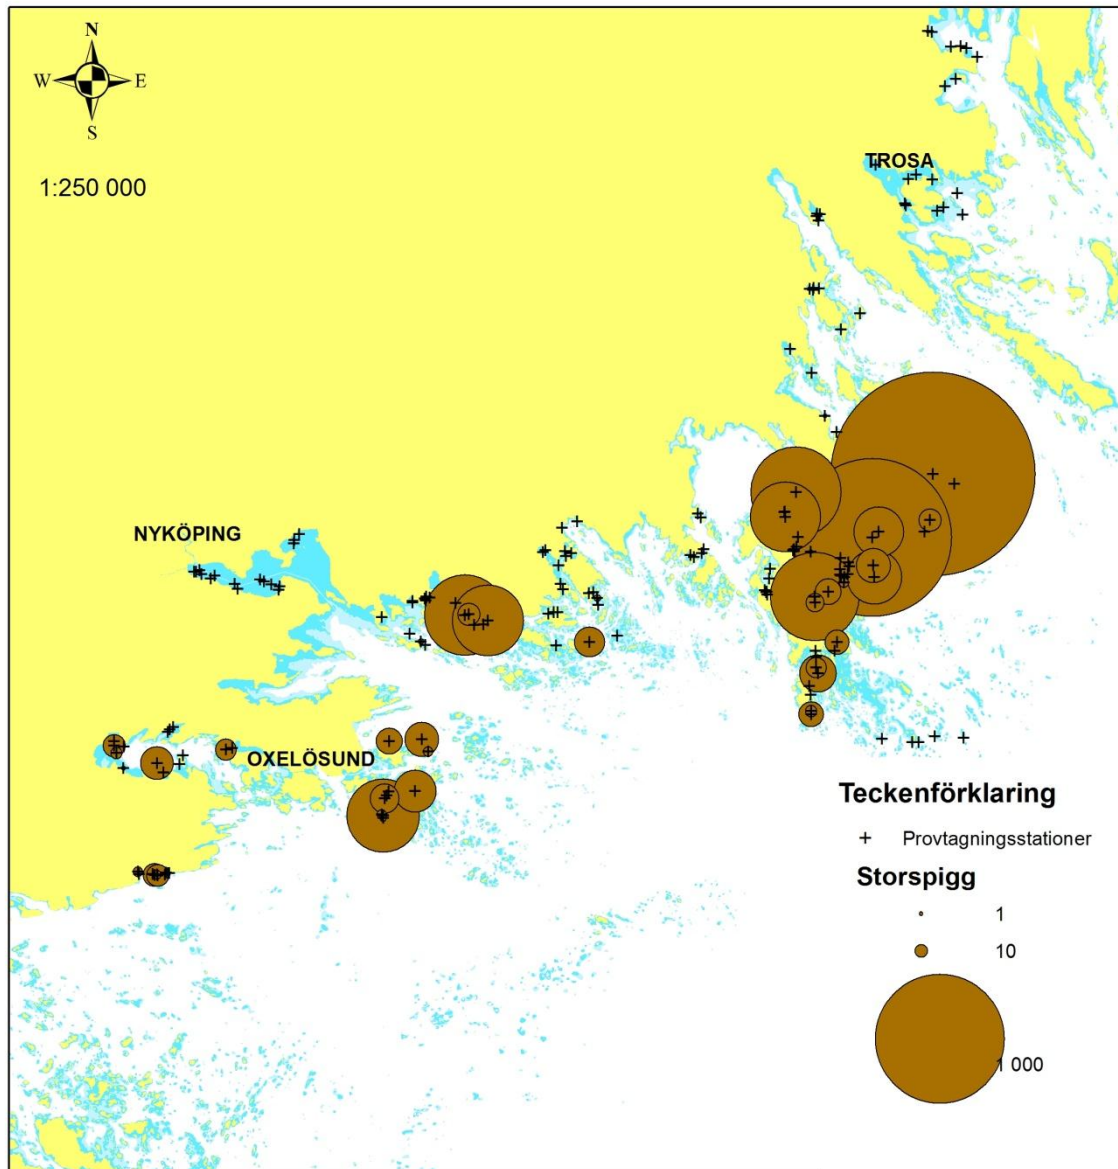 N
W E
S
1:250 000
TROSA
NYKÖPING
OXELÖSUND
Teckenförklaring
Provtagningsstationer
Storspigg
1
10
1 000